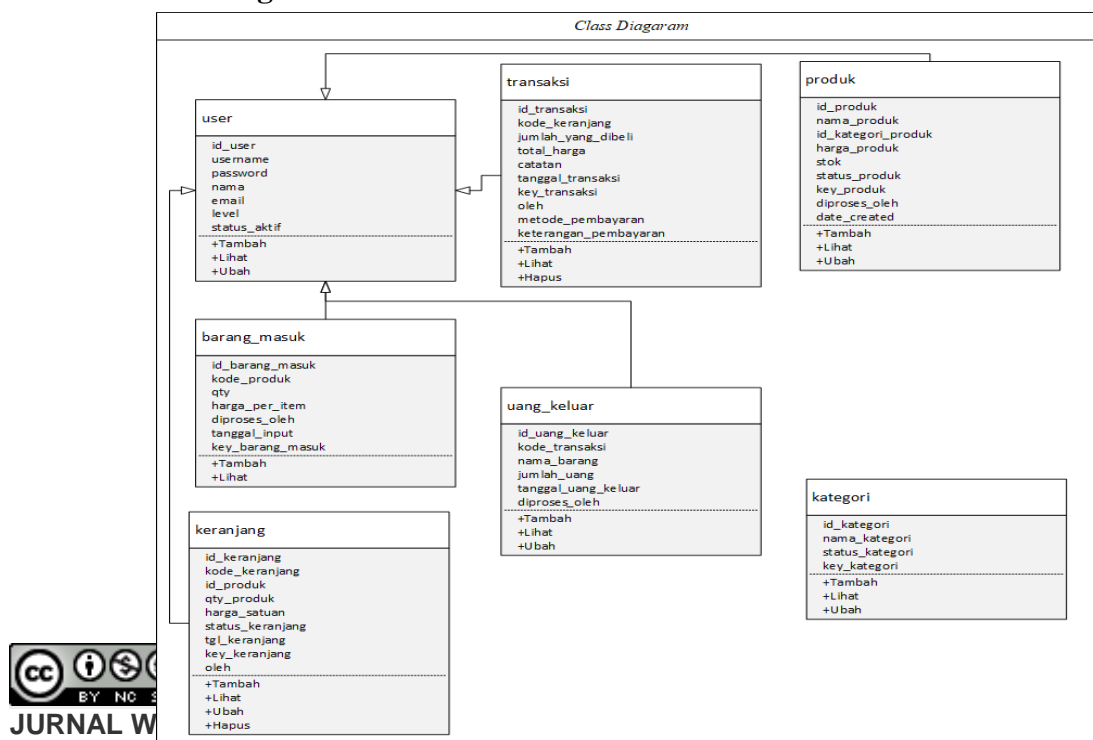 Class Diagaram
user
id_user
username
password
nama
email
level
status_aktif
+Tambah
+Lihat
+Ubah
transaksi
id_transaksi
kode_keranjang
jumlah_yang_dibeli
total_harga
catatan
tanggal_transaksi
key_transaksi
oleh
metode_pembayaran
keterangan_pembayaran
+Tambah
+Lihat
+Hapus
produk
id_produk
nama_produk
id_kategori_produk
harga_produk
stok
status_produk
key_produk
diproses_oleh
date_created
+Tambah
+Lihat
+Ubah
barang_masuk
id_barang_masuk
kode_produk
qty
harga_per_item
diproses_oleh
tanggal_input
key_barang_masuk
+Tambah
+Lihat
uang_keluar
id_uang_keluar
kode_transaksi
nama_barang
jumlah_uang
tanggal_uang_keluar
diproses_oleh
+Tambah
+Lihat
+Ubah
kategori
id_kategori
nama_kategori
status_kategori
key_kategori
+Tambah
+Lihat
+Ubah
keranjang
id_keranjang
kode_keranjang
id_produk
qty_produk
harga_satuan
status_keranjang
tgl_keranjang
key_keranjang
oleh
+Tambah
+Lihat
+Ubah
+Hapus
cc
BY NC
JURNAL W